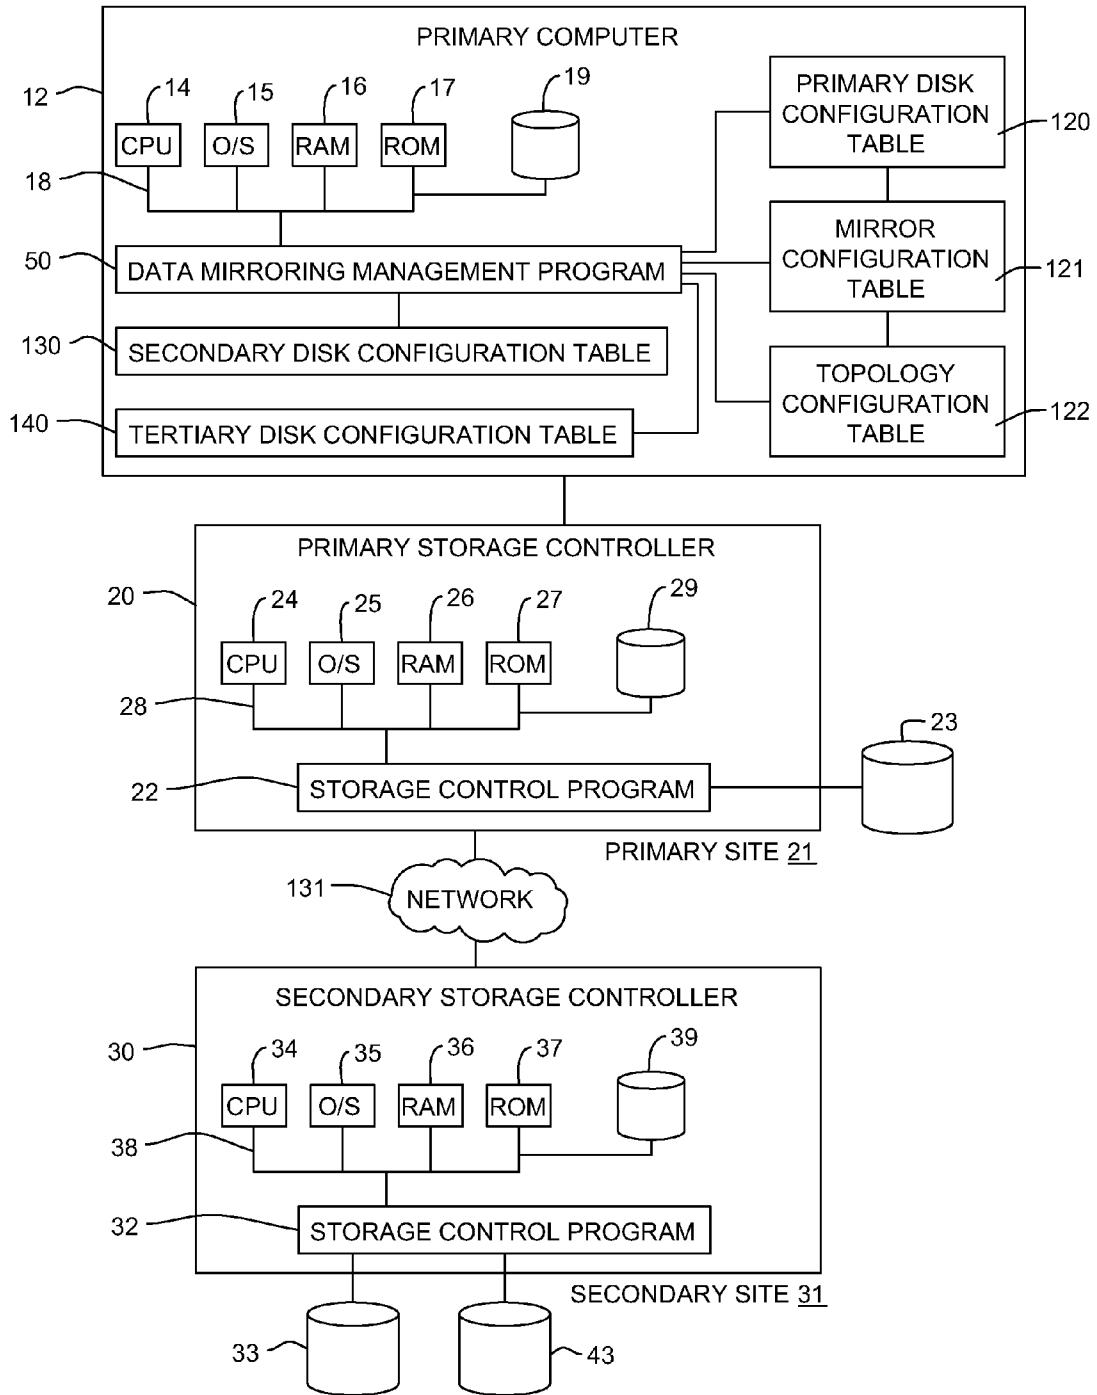 PRIMARY COMPUTER
12
14
15
16
17
19
CPU
O/S
RAM
ROM
18
PRIMARY DISK
CONFIGURATION
TABLE
120
MIRROR
CONFIGURATION
TABLE
121
50
DATA MIRRORING MANAGEMENT PROGRAM
130
SECONDARY DISK CONFIGURATION TABLE
TOPOLOGY
CONFIGURATION
TABLE
122
140
TERTIARY DISK CONFIGURATION TABLE
PRIMARY STORAGE CONTROLLER
20
24
25
26
27
29
CPU
O/S
RAM
ROM
28
23
22
STORAGE CONTROL PROGRAM
PRIMARY SITE 21
131
NETWORK
SECONDARY STORAGE CONTROLLER
30
34
35
36
37
39
CPU
O/S
RAM
ROM
38
32
STORAGE CONTROL PROGRAM
SECONDARY SITE 31
33
43